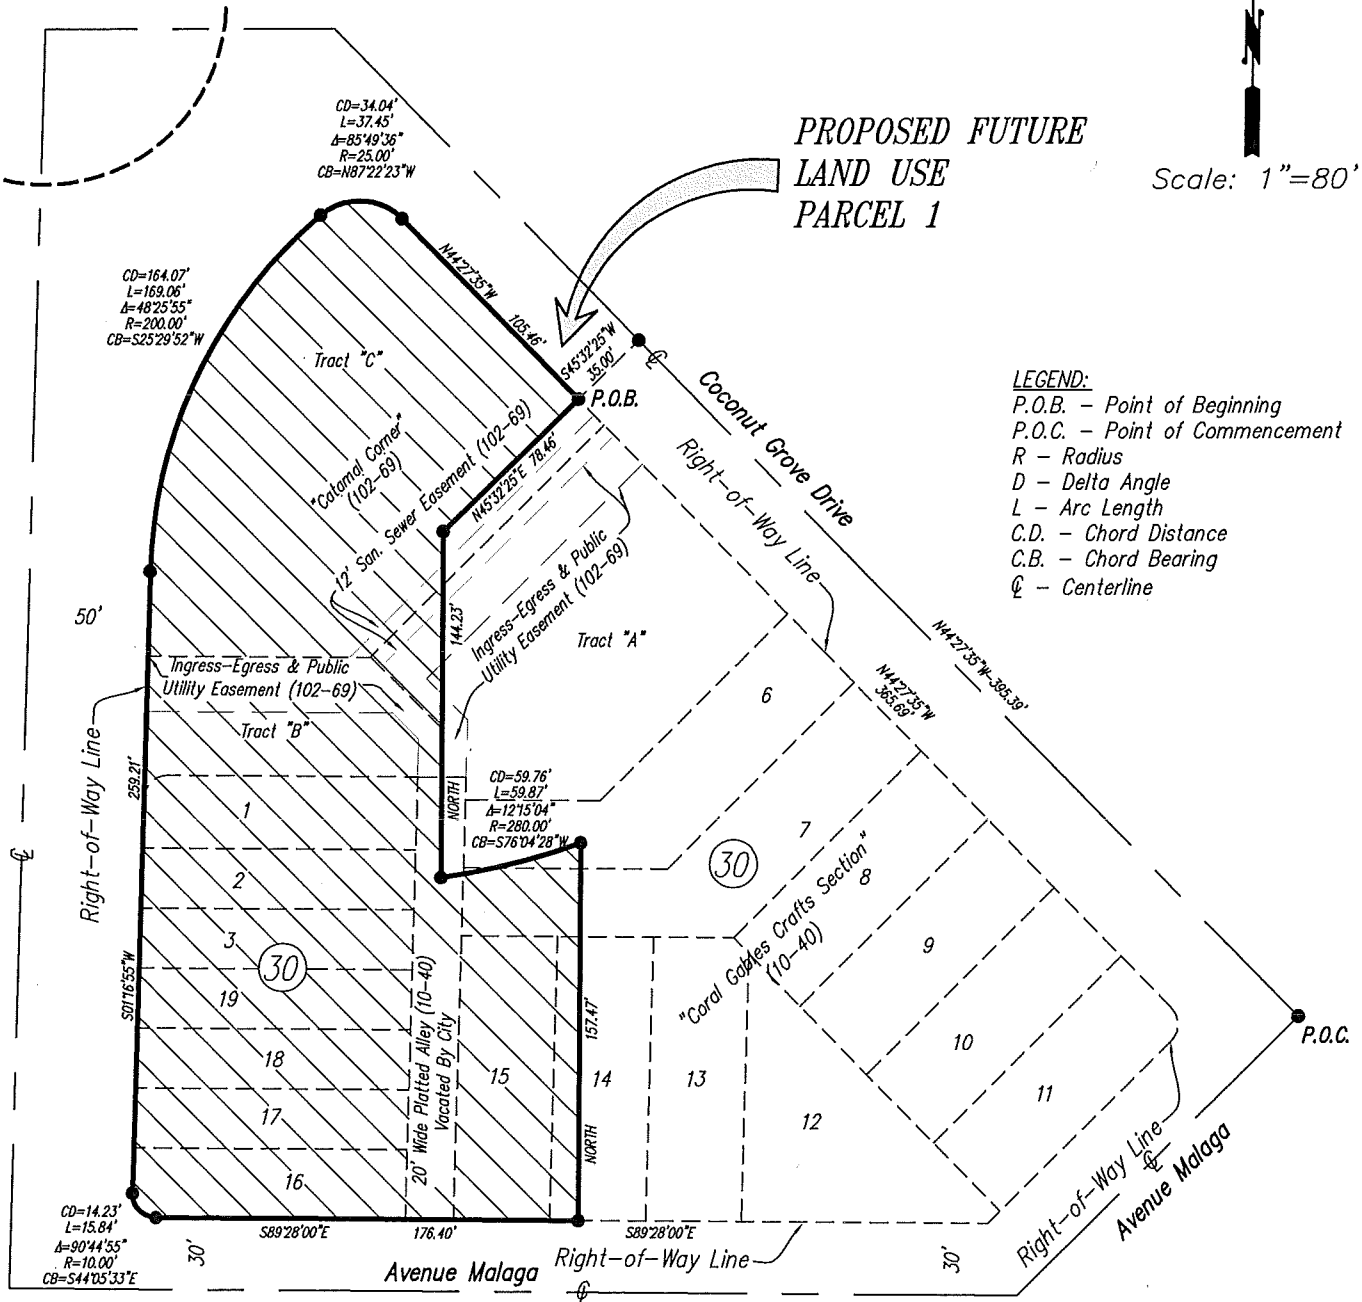 CD=34.04'
L=37.45'
Δ=85°49'36"
R=25.00'
CB=N87°22'23"W
PROPOSED FUTURE
LAND USE
PARCEL 1
N
Scale: 1"=80'
CD=164.07'
L=169.06'
Δ=48°25'55"
R=200.00'
CB=S25°29'52"W
N44°27'35"W
105.46'
Tract "C"
S45°32'25"W
35.00'
P.O.B.
℄
Coconut Grove Drive
Right-of-Way Line
LEGEND:
P.O.B. - Point of Beginning
P.O.C. - Point of Commencement
R - Radius
D - Delta Angle
L - Arc Length
C.D. - Chord Distance
C.B. - Chord Bearing
℄ - Centerline
"Catamal Corner"
(102-69)
12' San. Sewer Easement (102-69)
N45°32'25"E 78.46'
Ingress-Egress & Public
Utility Easement (102-69)
Tract "A"
144.23'
NORTH
50'
Ingress-Egress & Public
Utility Easement (102-69)
Tract "B"
Right-of-Way Line
259.21'
S01°16'55"W
℄
N44°27'35"W-395.39'
N44°27'35"W
365.69'
CD=59.76'
L=59.87'
Δ=12°15'04"
R=280.00'
CB=S76°04'28"W
6
7
8
9
10
11
12
13
14
15
30
"Coral Gables Crafts Section"
(10-40)
1
2
3
30
19
18
17
16
20' Wide Platted Alley (10-40)
Vacated By City
157.47'
NORTH
P.O.C.
CD=14.23'
L=15.84'
Δ=90°44'55"
R=10.00'
CB=S44°05'33"E
30'
S89°28'00"E
176.40'
S89°28'00"E
Avenue Malaga
℄
Right-of-Way Line
30'
Right-of-Way Line
℄
Avenue Malaga